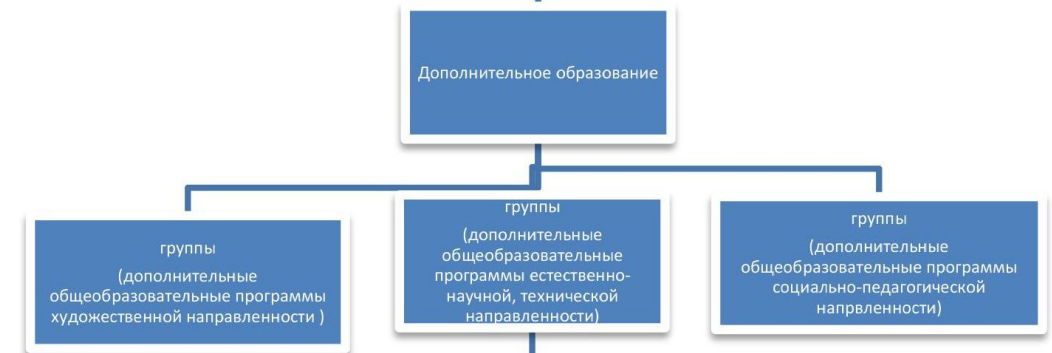 Дополнительное образование
группы
(дополнительные
общеобразовательные программы
художественной направленности )
группы
(дополнительные
общеобразовательные
программы естественно-
научной, технической
направленности)
группы
(дополнительные
общеобразовательные программы
социально-педагогической
напрвленности)